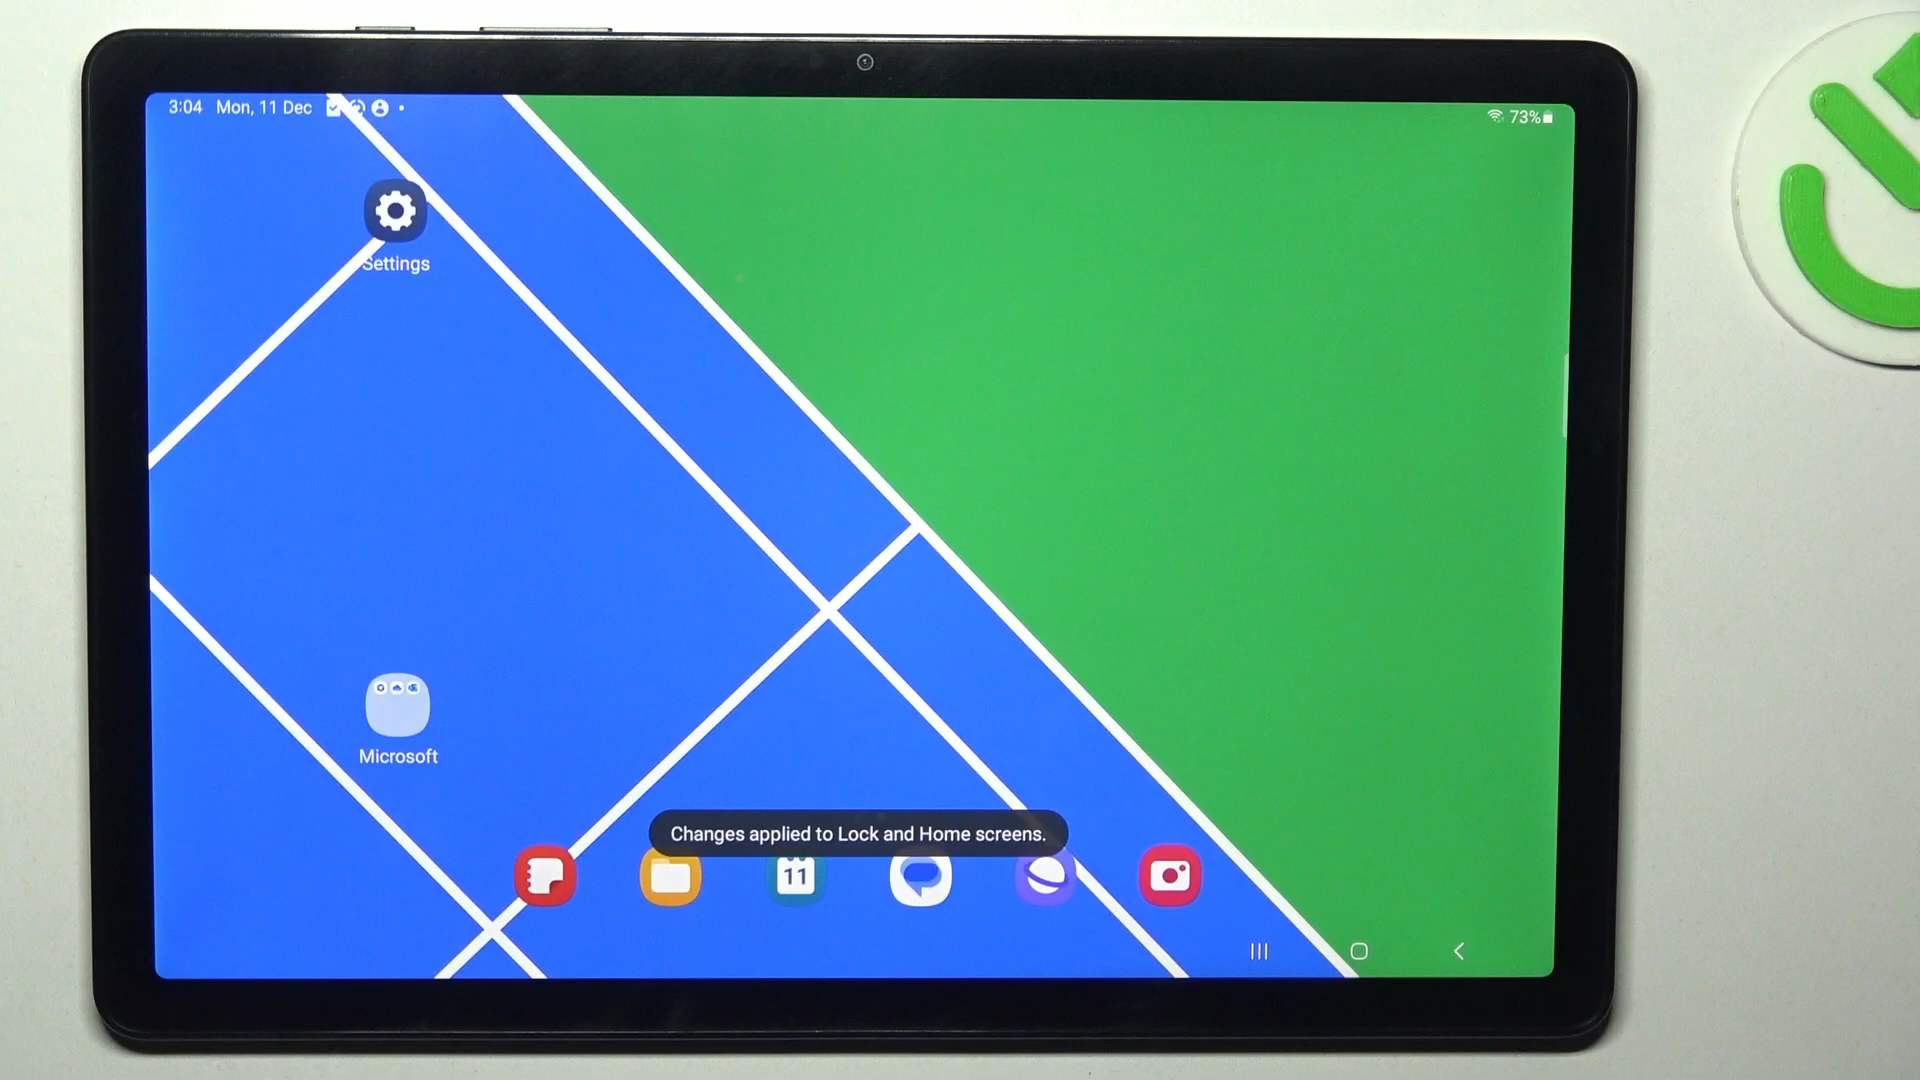 3:04 Mon, 11 Dec
73%
Settings
Microsoft
Changes applied to Lock and Home screens.
11